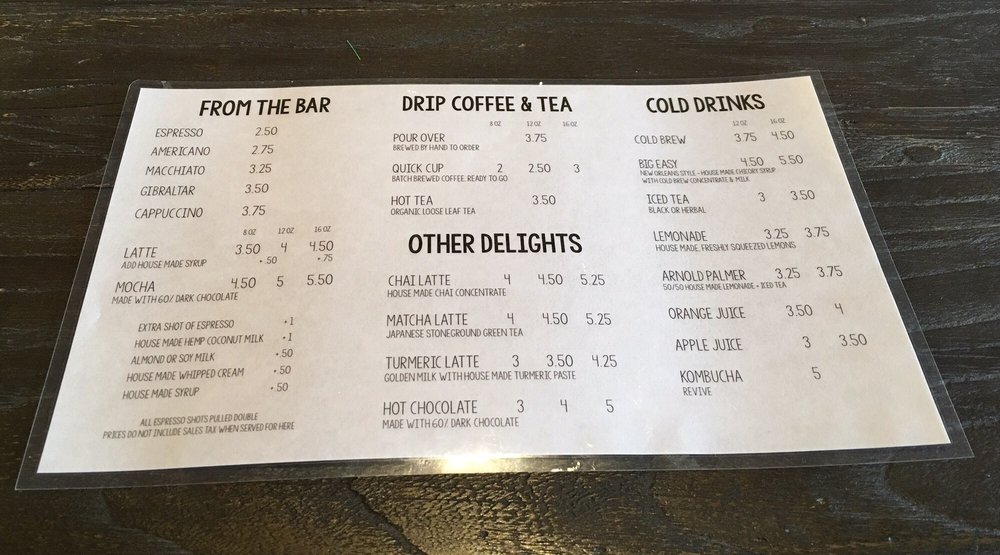 FROM THE BAR
ESPRESSO 2.50
AMERICANO 2.75
MACCHIATO 3.25
GIBRALTAR 3.50
CAPPUCCINO 3.75
8 OZ 12 OZ 16 OZ
LATTE 3.50 4 4.50
ADD HOUSE MADE SYRUP +.50 +.75
MOCHA 4.50 5 5.50
MADE WITH 60% DARK CHOCOLATE
EXTRA SHOT OF ESPRESSO +1
HOUSE MADE HEMP COCONUT MILK +1
ALMOND OR SOY MILK +.50
HOUSE MADE WHIPPED CREAM +.50
HOUSE MADE SYRUP +.50
ALL ESPRESSO SHOTS PULLED DOUBLE
PRICES DO NOT INCLUDE SALES TAX WHEN SERVED FOR HERE
DRIP COFFEE & TEA
8 OZ 12 OZ 16 OZ
POUR OVER 3.75
BREWED BY HAND TO ORDER
QUICK CUP 2 2.50 3
BATCH BREWED COFFEE. READY TO GO
HOT TEA 3.50
ORGANIC LOOSE LEAF TEA
OTHER DELIGHTS
CHAI LATTE 4 4.50 5.25
HOUSE MADE CHAI CONCENTRATE
MATCHA LATTE 4 4.50 5.25
JAPANESE STONEGROUND GREEN TEA
TURMERIC LATTE 3 3.50 4.25
GOLDEN MILK WITH HOUSE MADE TURMERIC PASTE
HOT CHOCOLATE 3 4 5
MADE WITH 60% DARK CHOCOLATE
COLD DRINKS
12 OZ 16 OZ
COLD BREW 3.75 4.50
BIG EASY 4.50 5.50
NEW ORLEANS STYLE - HOUSE MADE CHICORY SYRUP
WITH COLD BREW CONCENTRATE & MILK
ICED TEA 3 3.50
BLACK OR HERBAL
LEMONADE 3.25 3.75
HOUSE MADE, FRESHLY SQUEEZED LEMONS
ARNOLD PALMER 3.25 3.75
50/50 HOUSE MADE LEMONADE + ICED TEA
ORANGE JUICE 3.50 4
APPLE JUICE 3 3.50
KOMBUCHA 5
REVIVE